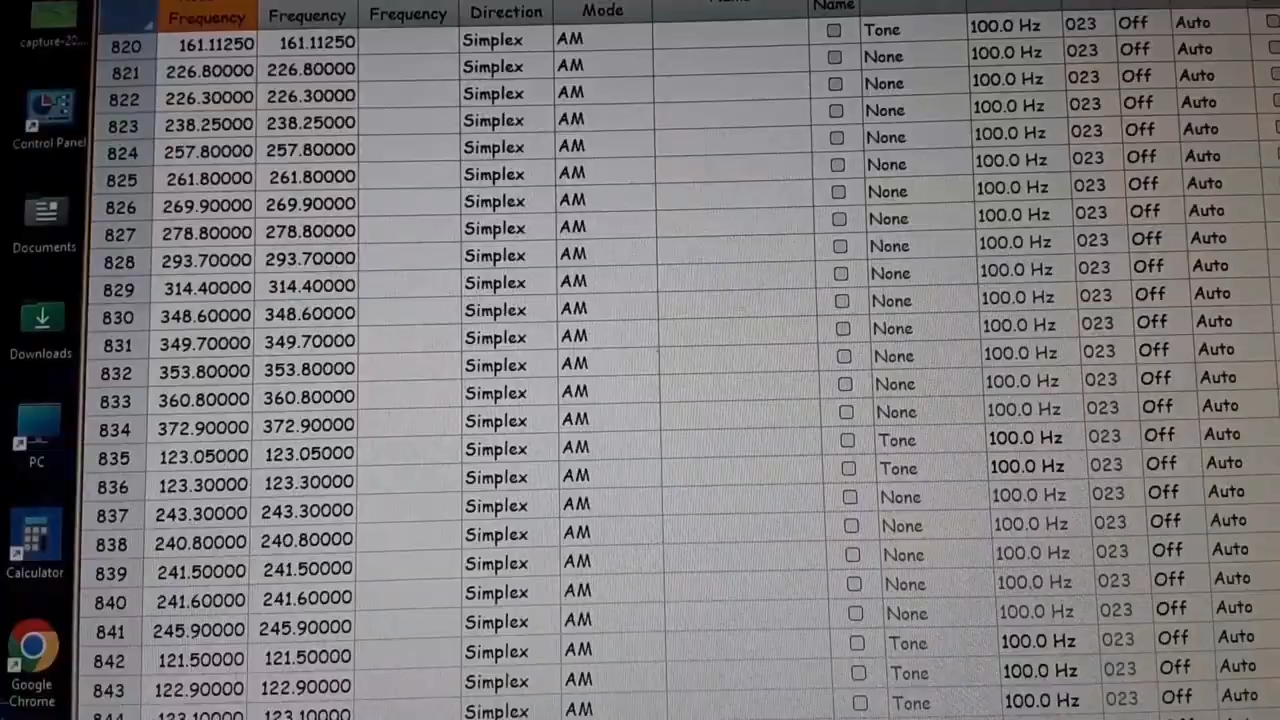 capture-20...
Control Panel
Documents
Downloads
PC
Calculator
Google Chrome
Frequency Frequency Frequency Direction Mode Name
820 161.11250 161.11250 Simplex AM Tone 100.0 Hz 023 Off Auto
821 226.80000 226.80000 Simplex AM None 100.0 Hz 023 Off Auto
822 226.30000 226.30000 Simplex AM None 100.0 Hz 023 Off Auto
823 238.25000 238.25000 Simplex AM None 100.0 Hz 023 Off Auto
824 257.80000 257.80000 Simplex AM None 100.0 Hz 023 Off Auto
825 261.80000 261.80000 Simplex AM None 100.0 Hz 023 Off Auto
826 269.90000 269.90000 Simplex AM None 100.0 Hz 023 Off Auto
827 278.80000 278.80000 Simplex AM None 100.0 Hz 023 Off Auto
828 293.70000 293.70000 Simplex AM None 100.0 Hz 023 Off Auto
829 314.40000 314.40000 Simplex AM None 100.0 Hz 023 Off Auto
830 348.60000 348.60000 Simplex AM None 100.0 Hz 023 Off Auto
831 349.70000 349.70000 Simplex AM None 100.0 Hz 023 Off Auto
832 353.80000 353.80000 Simplex AM None 100.0 Hz 023 Off Auto
833 360.80000 360.80000 Simplex AM None 100.0 Hz 023 Off Auto
834 372.90000 372.90000 Simplex AM None 100.0 Hz 023 Off Auto
835 123.05000 123.05000 Simplex AM Tone 100.0 Hz 023 Off Auto
836 123.30000 123.30000 Simplex AM Tone 100.0 Hz 023 Off Auto
837 243.30000 243.30000 Simplex AM None 100.0 Hz 023 Off Auto
838 240.80000 240.80000 Simplex AM None 100.0 Hz 023 Off Auto
839 241.50000 241.50000 Simplex AM None 100.0 Hz 023 Off Auto
840 241.60000 241.60000 Simplex AM None 100.0 Hz 023 Off Auto
841 245.90000 245.90000 Simplex AM None 100.0 Hz 023 Off Auto
842 121.50000 121.50000 Simplex AM Tone 100.0 Hz 023 Off Auto
843 122.90000 122.90000 Simplex AM Tone 100.0 Hz 023 Off Auto
844 123.10000 123.10000 Simplex AM Tone 100.0 Hz 023 Off Auto